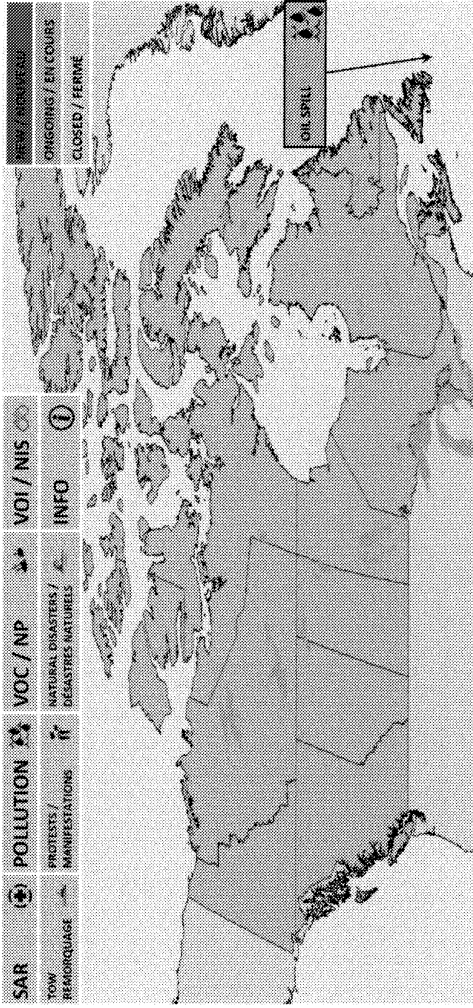 SAR
POLLUTION
VOC / NP
VOI / NIS
TOW /
REMORQUAGE
PROTESTS /
MANIFESTATIONS
NATURAL DISASTERS /
DÉSASTRES NATURELS
INFO
NEW / NOUVEAU
ONGOING / EN COURS
CLOSED / FERMÉ
OIL SPILL